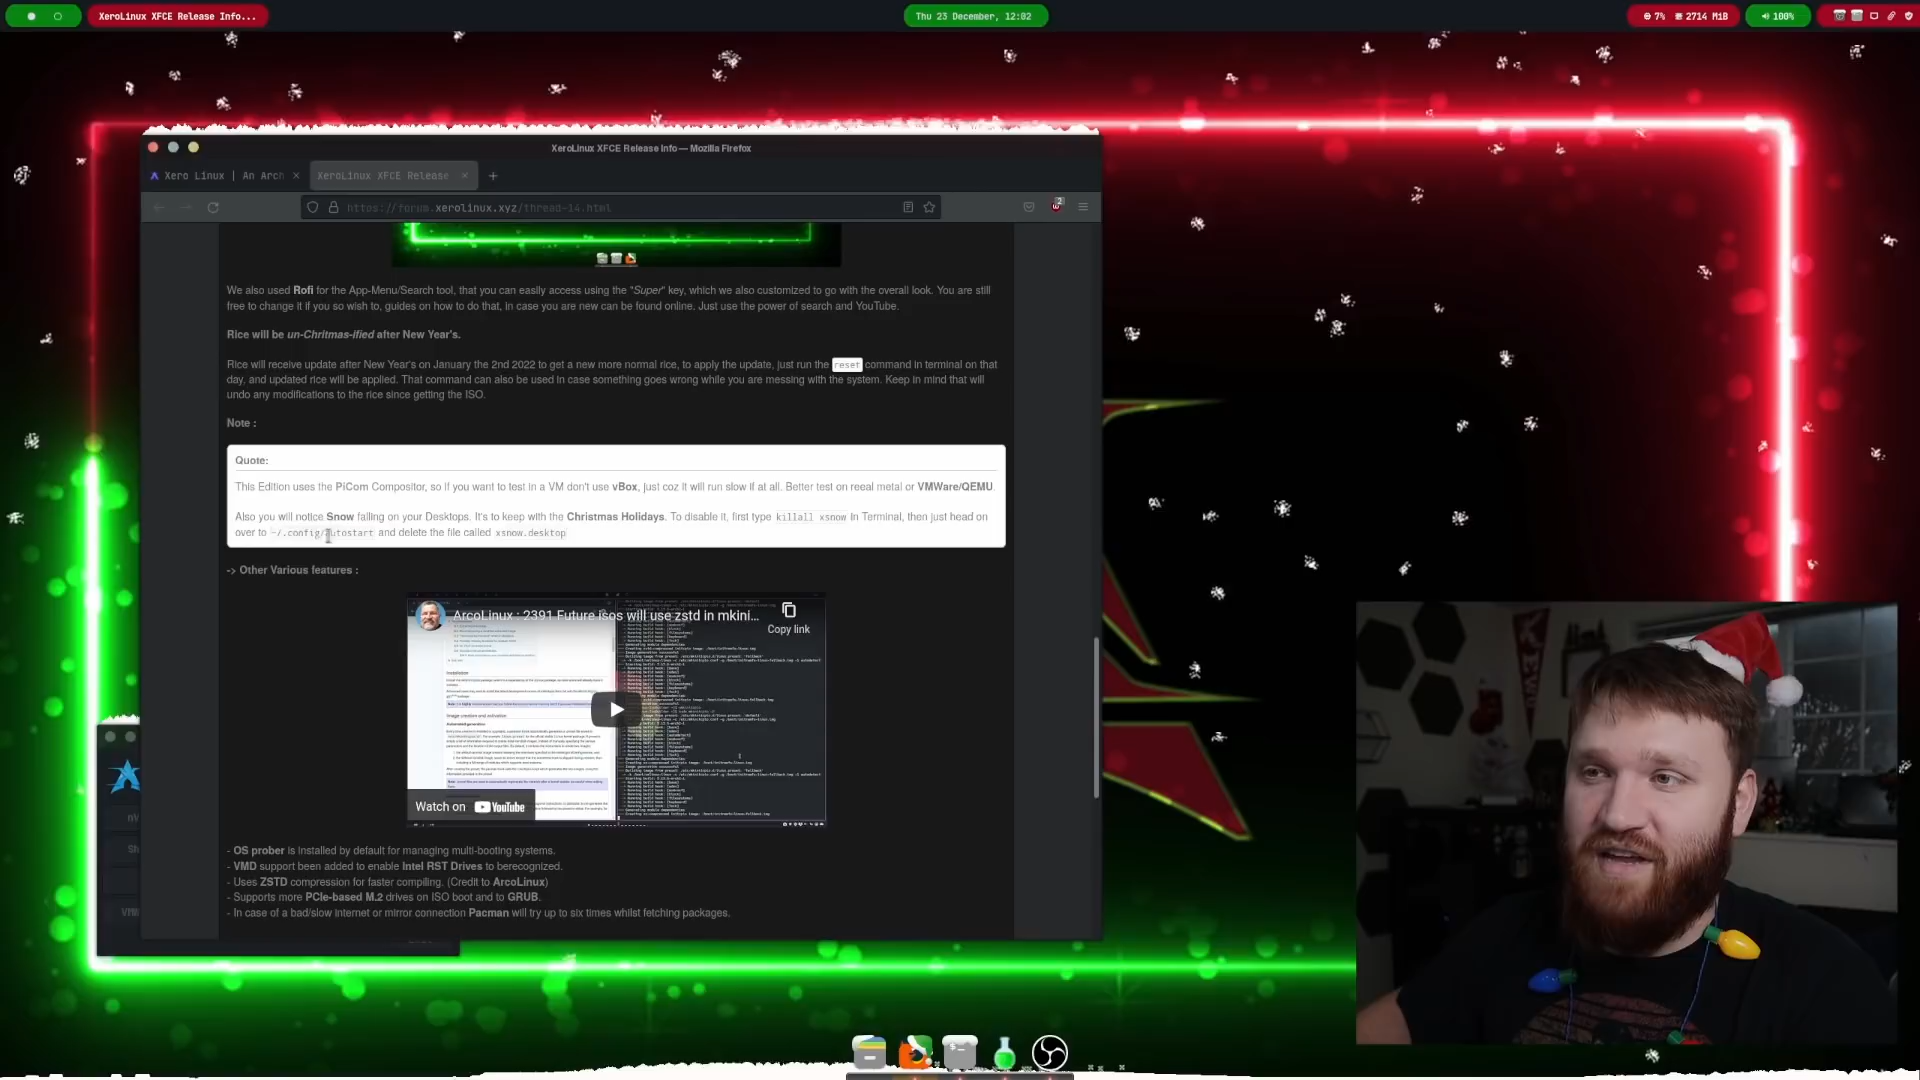 XeroLinux XFCE Release Info...
Thu 23 December, 12:02
7% 2714 MiB
100%
XeroLinux XFCE Release Info — Mozilla Firefox
Xero Linux | An Arch
XeroLinux XFCE Release
https://forum.xerolinux.xyz/thread-14.html
We also used Rofi for the App-Menu/Search tool, that you can easily access using the "Super" key, which we also customized to go with the overall look. You are still
free to change it if you so wish to, guides on how to do that, in case you are new can be found online. Just use the power of search and YouTube.
Rice will be un-Chritmas-ified after New Year's.
Rice will receive update after New Year's on January the 2nd 2022 to get a new more normal rice, to apply the update, just run the reset command in terminal on that
day, and updated rice will be applied. That command can also be used in case something goes wrong while you are messing with the system. Keep in mind that will
undo any modifications to the rice since getting the ISO.
Note :
Quote:
This Edition uses the PiCom Compositor, so if you want to test in a VM don't use vBox, just coz it will run slow if at all. Better test on reeal metal or VMWare/QEMU
Also you will notice Snow falling on your Desktops. It's to keep with the Christmas Holidays. To disable it, first type killall xsnow in Terminal, then just head on
over to ~/.config/autostart and delete the file called xsnow.desktop
-> Other Various features :
ArcoLinux : 2391 Future isos will use zstd in mkini...
Copy link
Installation
Image creation and activation
Watch on YouTube
- OS prober is installed by default for managing multi-booting systems.
- VMD support been added to enable Intel RST Drives to berecognized.
- Uses ZSTD compression for faster compiling. (Credit to ArcoLinux)
- Supports more PCIe-based M.2 drives on ISO boot and to GRUB.
- In case of a bad/slow internet or mirror connection Pacman will try up to six times whilst fetching packages.